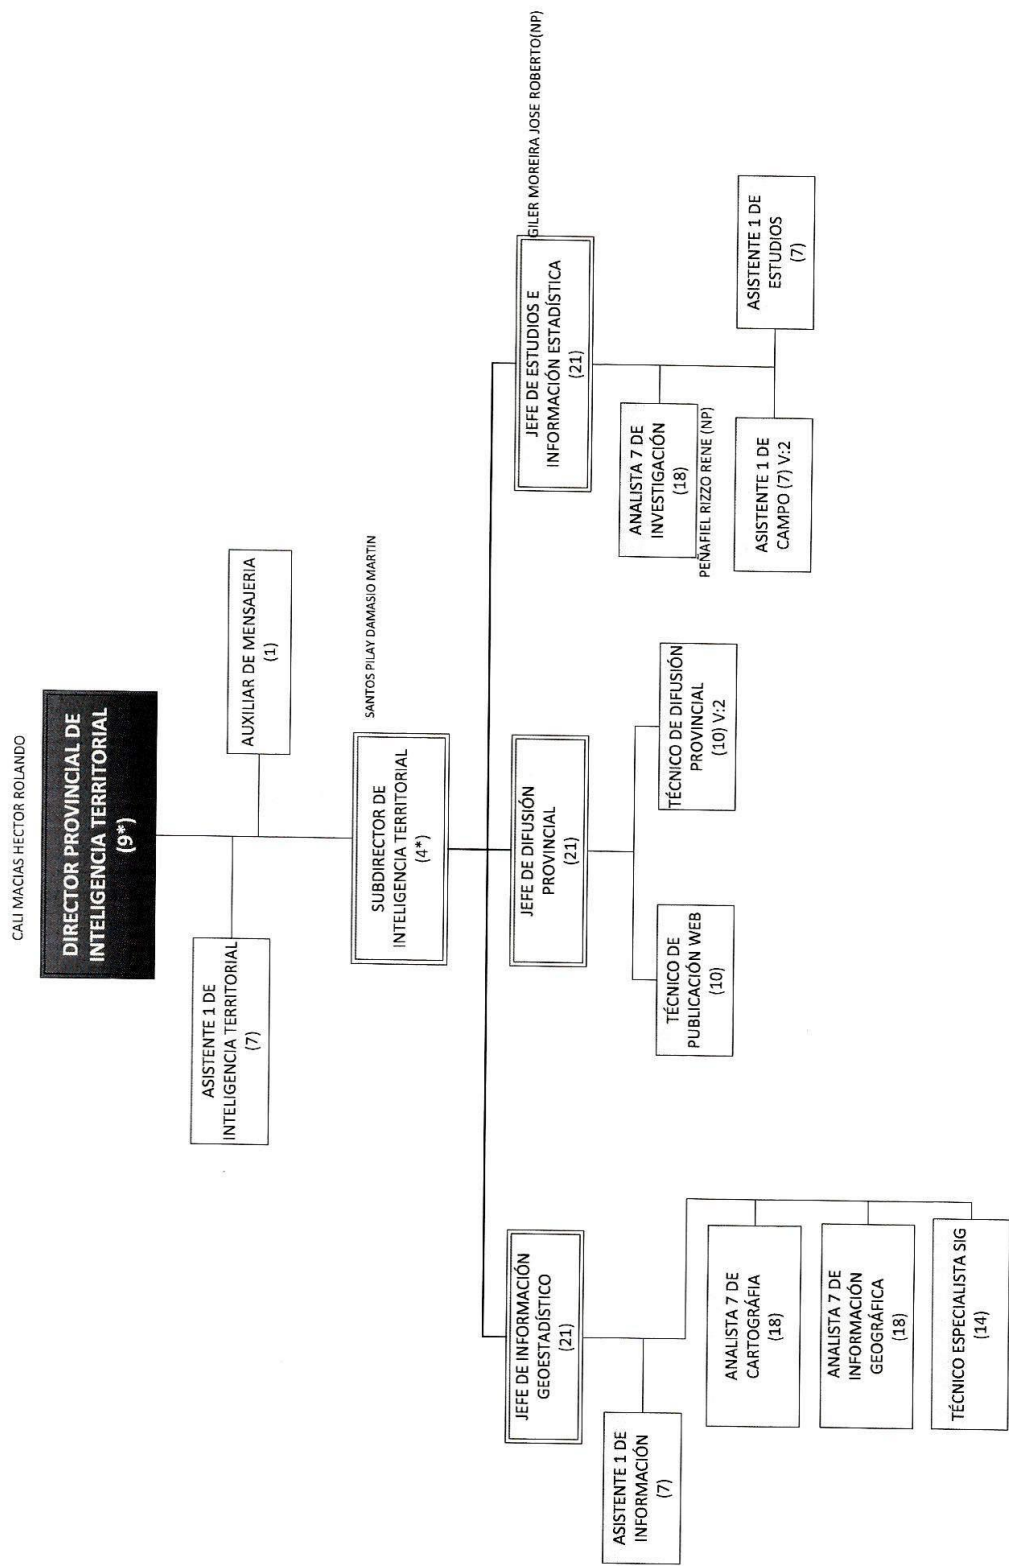 CALI MACIAS HECTOR ROLANDO
DIRECTOR PROVINCIAL DE
INTELIGENCIA TERRITORIAL
(9*)
ASISTENTE 1 DE
INTELIGENCIA TERRITORIAL
(7)
AUXILIAR DE MENSAJERIA
(1)
SANTOS PILAY DAMASIO MARTIN
SUBDIRECTOR DE
INTELIGENCIA TERRITORIAL
(4*)
JEFE DE INFORMACIÓN
GEOESTADÍSTICO
(21)
ASISTENTE 1 DE
INFORMACIÓN
(7)
ANALISTA 7 DE
CARTOGRÁFIA
(18)
ANALISTA 7 DE
INFORMACIÓN
GEOGRÁFICA
(18)
TÉCNICO ESPECIALISTA SIG
(14)
JEFE DE DIFUSIÓN
PROVINCIAL
(21)
TÉCNICO DE
PUBLICACIÓN WEB
(10)
TÉCNICO DE DIFUSIÓN
PROVINCIAL
(10) V:2
GILER MOREIRA JOSE ROBERTO(NP)
JEFE DE ESTUDIOS E
INFORMACIÓN ESTADÍSTICA
(21)
ANALISTA 7 DE
INVESTIGACIÓN
(18)
PEÑAFIEL RIZZO RENE (NP)
ASISTENTE 1 DE
CAMPO (7) V:2
ASISTENTE 1 DE
ESTUDIOS
(7)